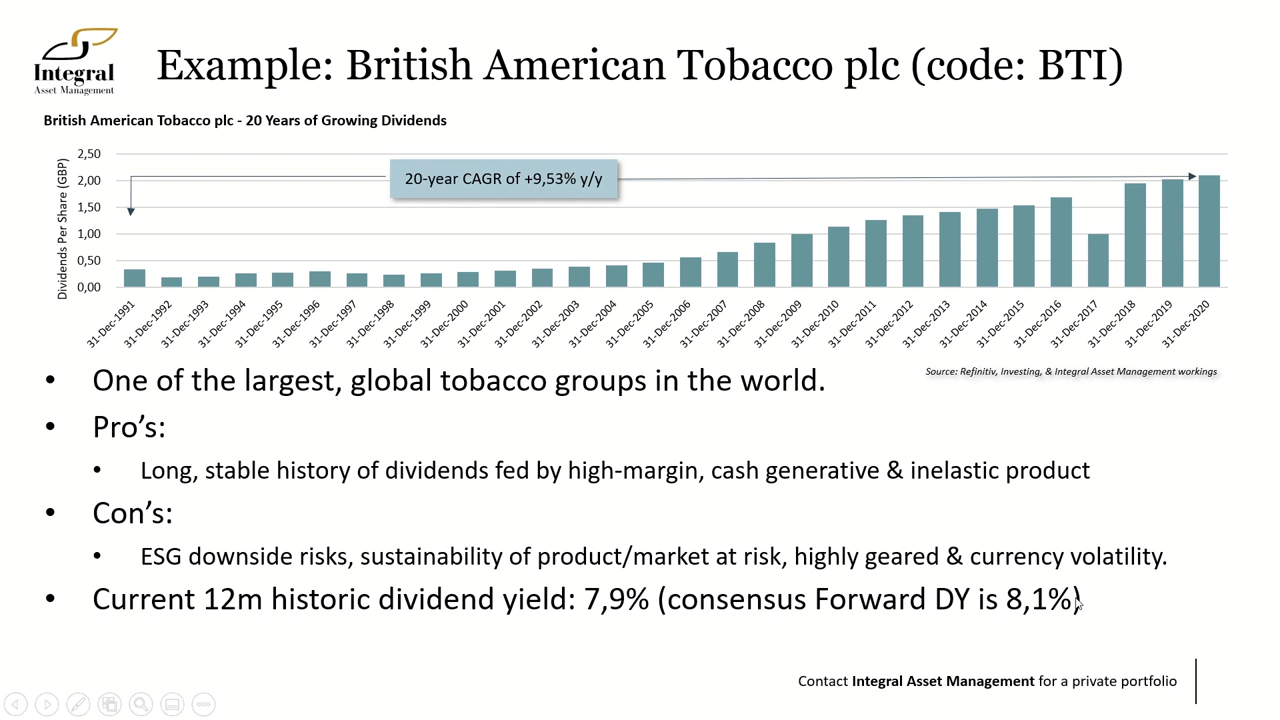 Integral
Asset Management
Example: British American Tobacco plc (code: BTI)
British American Tobacco plc - 20 Years of Growing Dividends
Dividends Per Share (GBP)
2,50
2,00
1,50
1,00
0,50
0,00
20-year CAGR of +9,53% y/y
31-Dec-1991
31-Dec-1992
31-Dec-1993
31-Dec-1994
31-Dec-1995
31-Dec-1996
31-Dec-1997
31-Dec-1998
31-Dec-1999
31-Dec-2000
31-Dec-2001
31-Dec-2002
31-Dec-2003
31-Dec-2004
31-Dec-2005
31-Dec-2006
31-Dec-2007
31-Dec-2008
31-Dec-2009
31-Dec-2010
31-Dec-2011
31-Dec-2012
31-Dec-2013
31-Dec-2014
31-Dec-2015
31-Dec-2016
31-Dec-2017
31-Dec-2018
31-Dec-2019
31-Dec-2020
Source: Refinitiv, Investing, & Integral Asset Management workings
• One of the largest, global tobacco groups in the world.
• Pro’s:
• Long, stable history of dividends fed by high-margin, cash generative & inelastic product
• Con’s:
• ESG downside risks, sustainability of product/market at risk, highly geared & currency volatility.
• Current 12m historic dividend yield: 7,9% (consensus Forward DY is 8,1%)
Contact Integral Asset Management for a private portfolio